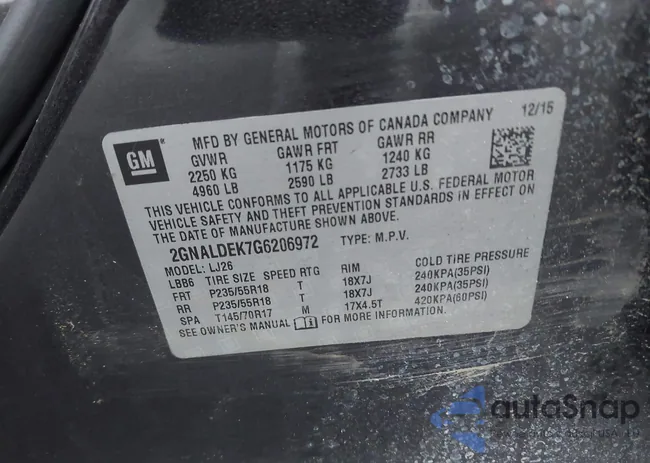 GM
MFD BY GENERAL MOTORS OF CANADA COMPANY 12/15
GVWR GAWR FRT GAWR RR
2250 KG 1175 KG 1240 KG
4960 LB 2590 LB 2733 LB
THIS VEHICLE CONFORMS TO ALL APPLICABLE U.S. FEDERAL MOTOR
VEHICLE SAFETY AND THEFT PREVENTION STANDARDS IN EFFECT ON
THE DATE OF MANUFACTURE SHOWN ABOVE.
2GNALDEK7G6206972 TYPE: M.P.V.
MODEL: LJ26
LBB6 TIRE SIZE SPEED RTG RIM COLD TIRE PRESSURE
FRT P235/55R18 T 18X7J 240KPA(35PSI)
RR P235/55R18 T 18X7J 240KPA(35PSI)
SPA T145/70R17 M 17X4.5T 420KPA(60PSI)
SEE OWNER'S MANUAL FOR MORE INFORMATION.
autoSnap